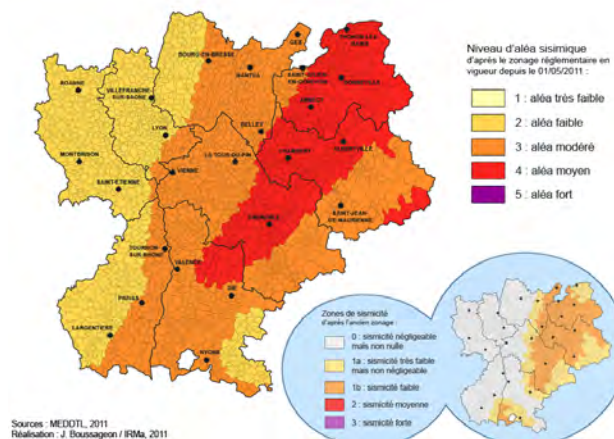 Niveau d'aléa sisimique
d'après le zonage réglementaire en
vigueur depuis le 01/05/2011 :
1 : aléa très faible
2 : aléa faible
3 : aléa modéré
4 : aléa moyen
5 : aléa fort
BOURG-EN-BRESSE
GEX
THONON-LES-BAINS
NANTUA
SAINT-JULIEN-EN-GENEVOIS
BONNEVILLE
ROANNE
VILLEFRANCHE-
SUR-SAONE
ANNECY
LYON
BELLEY
MONTBRISON
LA-TOUR-DU-PIN
CHAMBERY
ALBERTVILLE
VIENNE
SAINT-ETIENNE
SAINT-JEAN-
DE-MAURIENNE
GRENOBLE
TOURNON-
SUR-RHONE
VALENCE
DIE
PRIVAS
LARGENTIERE
NYONS
Zones de sismicité
d'après l'ancien zonage :
0 : sismicité négligeable
mais non nulle
1a : sismicité très faible
mais non négligeable
1b : sismicité faible
2 : sismicité moyenne
3 : sismicité forte
Sources : MEDDTL, 2011
Réalisation : J. Boussageon / IRMa, 2011